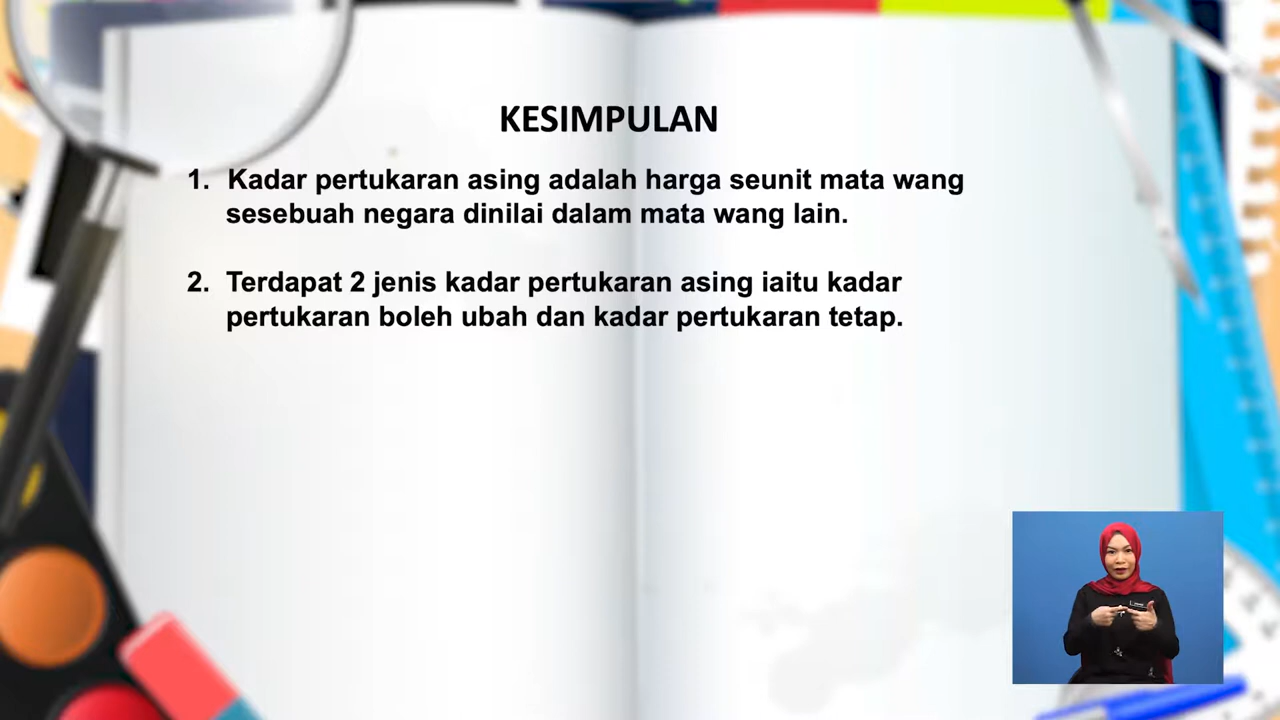 KESIMPULAN
1. Kadar pertukaran asing adalah harga seunit mata wang
sesebuah negara dinilai dalam mata wang lain.
2. Terdapat 2 jenis kadar pertukaran asing iaitu kadar
pertukaran boleh ubah dan kadar pertukaran tetap.